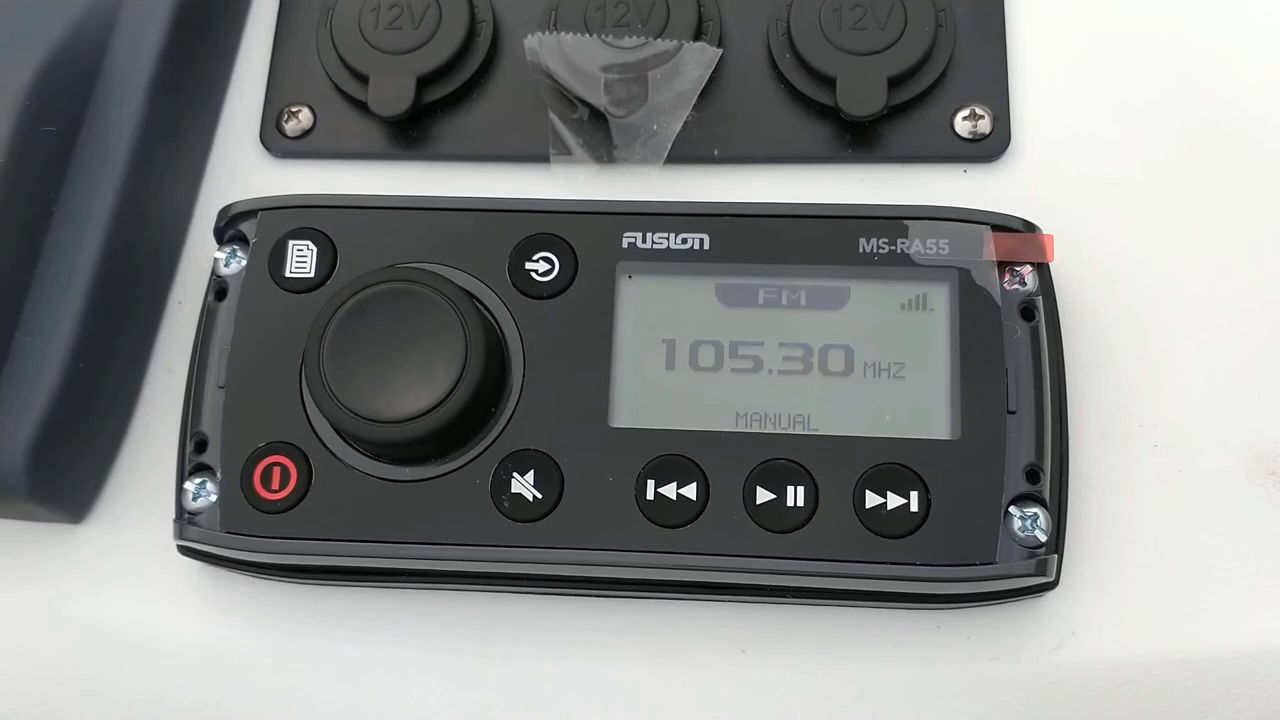 12V 12V 12V
FUSION MS-RA55
FM
105.30 MHZ
MANUAL